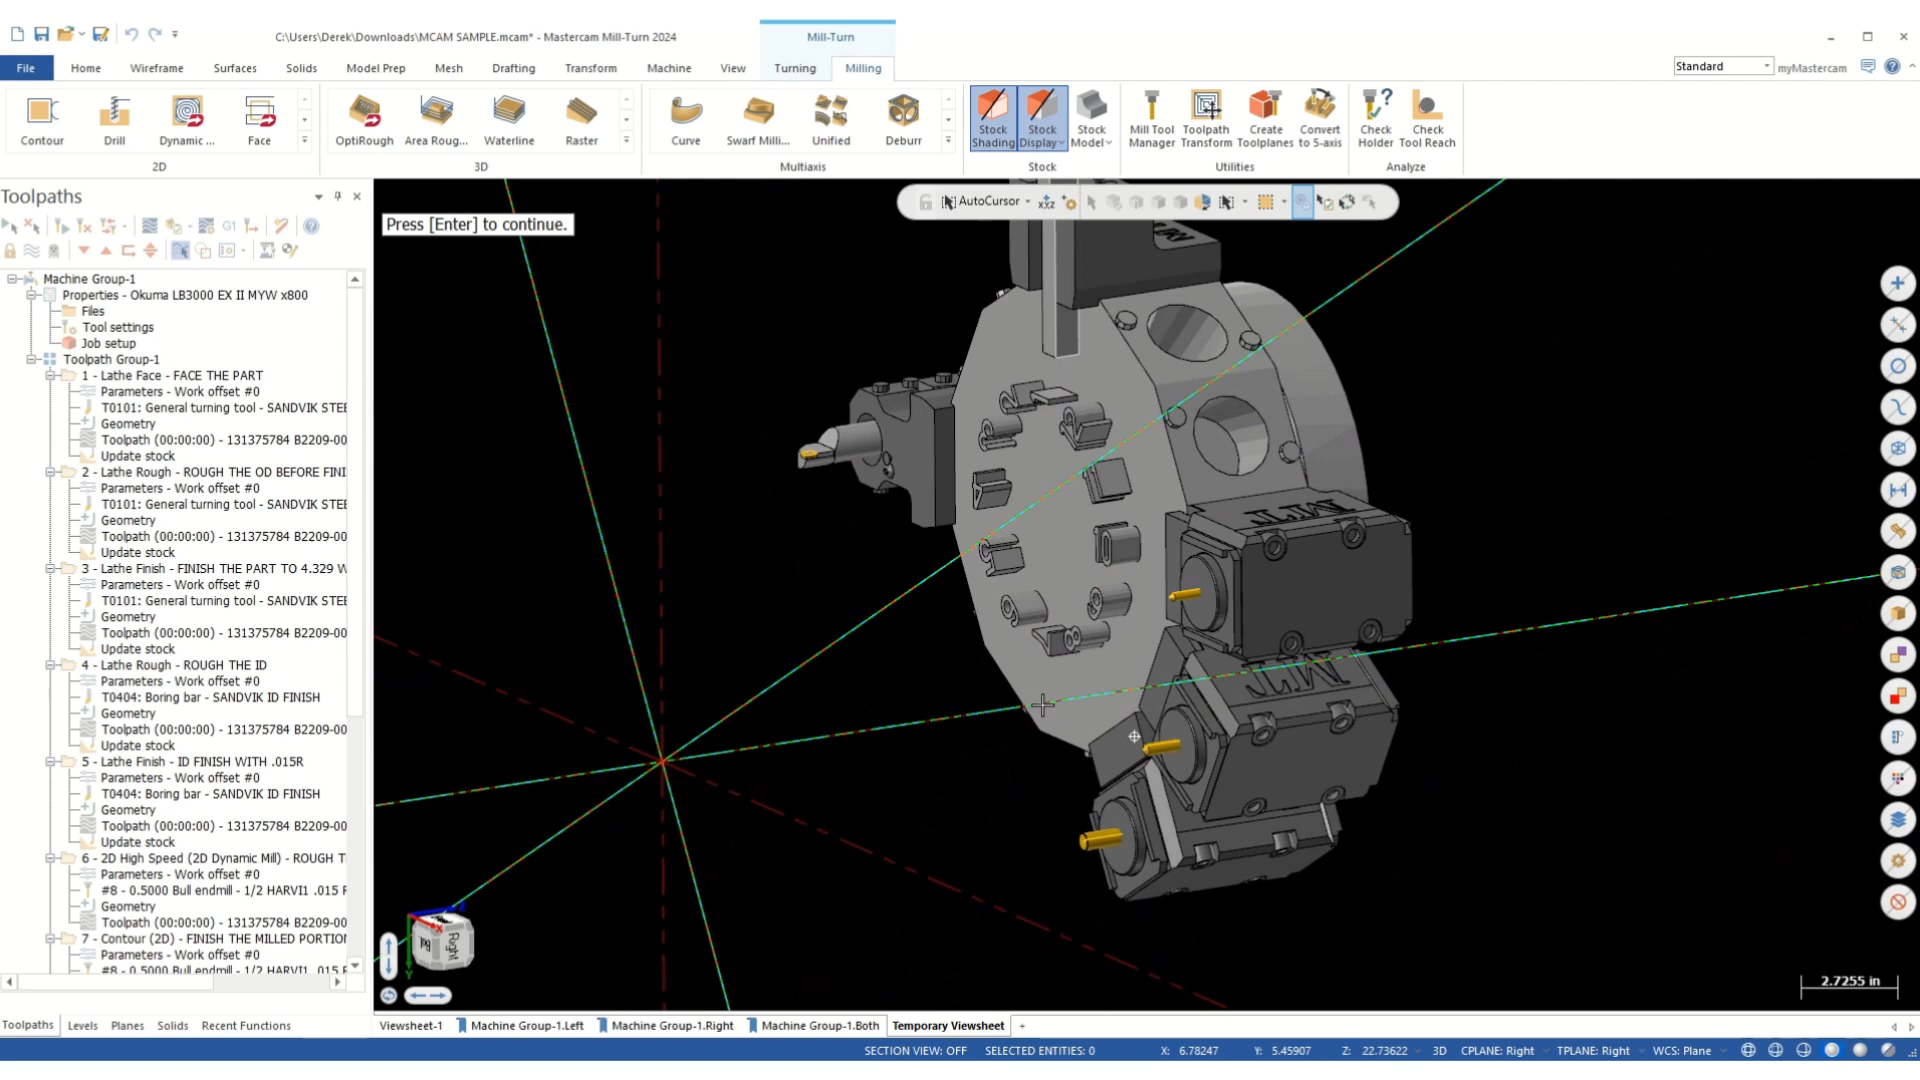 C:\Users\Derek\Downloads\MCAM SAMPLE.mcam* - Mastercam Mill-Turn 2024
Mill-Turn
File
Home
Wireframe
Surfaces
Solids
Model Prep
Mesh
Drafting
Transform
Machine
View
Turning
Milling
Standard
myMastercam
Contour
Drill
Dynamic ...
Face
2D
OptiRough
Area Roug...
Waterline
Raster
3D
Curve
Swarf Milli...
Unified
Deburr
Multiaxis
Stock Shading
Stock Display
Stock Model
Stock
Mill Tool Manager
Toolpath Transform
Create Toolplanes
Convert to 5-axis
Utilities
Check Holder
Check Tool Reach
Analyze
Toolpaths
G1
AutoCursor
Press [Enter] to continue.
Machine Group-1
Properties - Okuma LB3000 EX II MYW x800
Files
Tool settings
Job setup
Toolpath Group-1
1 - Lathe Face - FACE THE PART
Parameters - Work offset #0
T0101: General turning tool - SANDVIK STEE
Geometry
Toolpath (00:00:00) - 131375784 B2209-00
Update stock
2 - Lathe Rough - ROUGH THE OD BEFORE FINI
Parameters - Work offset #0
T0101: General turning tool - SANDVIK STEE
Geometry
Toolpath (00:00:00) - 131375784 B2209-00
Update stock
3 - Lathe Finish - FINISH THE PART TO 4.329 W
Parameters - Work offset #0
T0101: General turning tool - SANDVIK STEE
Geometry
Toolpath (00:00:00) - 131375784 B2209-00
Update stock
4 - Lathe Rough - ROUGH THE ID
Parameters - Work offset #0
T0404: Boring bar - SANDVIK ID FINISH
Geometry
Toolpath (00:00:00) - 131375784 B2209-00
Update stock
5 - Lathe Finish - ID FINISH WITH .015R
Parameters - Work offset #0
T0404: Boring bar - SANDVIK ID FINISH
Geometry
Toolpath (00:00:00) - 131375784 B2209-00
Update stock
6 - 2D High Speed (2D Dynamic Mill) - ROUGH T
Parameters - Work offset #0
#8 - 0.5000 Bull endmill - 1/2 HARVI1 .015 F
Geometry
Toolpath (00:00:00) - 131375784 B2209-00
7 - Contour (2D) - FINISH THE MILLED PORTION
Parameters - Work offset #0
#8 - 0.5000 Bull endmill - 1/2 HARVI1 .015 F
MTT
MTT
Right
X
Y
2.7255 in
Toolpaths
Levels
Planes
Solids
Recent Functions
Viewsheet-1
Machine Group-1.Left
Machine Group-1.Right
Machine Group-1.Both
Temporary Viewsheet
+
SECTION VIEW: OFF
SELECTED ENTITIES: 0
X: 6.78247
Y: 5.45907
Z: 22.73622
3D
CPLANE: Right
TPLANE: Right
WCS: Plane